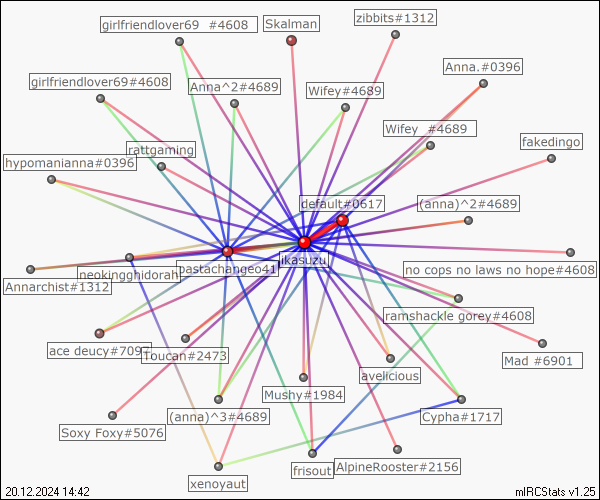 girlfriendlover69 #4608
Skalman
zibbits#1312
Anna.#0396
girlfriendlover69#4608
Anna^2#4689
Wifey#4689
Wifey #4689
rattgaming
fakedingo
hypomanianna#0396
default#0617
(anna)^2#4689
jikasuzu
pastachangeo41
neokingghidorah
no cops no laws no hope#4608
Annarchist#1312
ramshackle gorey#4608
ace deucy#709
Toucan#2473
avelicious
Mad #6901
Mushy#1984
(anna)^3#4689
Cypha#1717
Soxy Foxy#5076
AlpineRooster#2156
frisout
xenoyaut
20.12.2024 14:42
mIRCStats v1.25